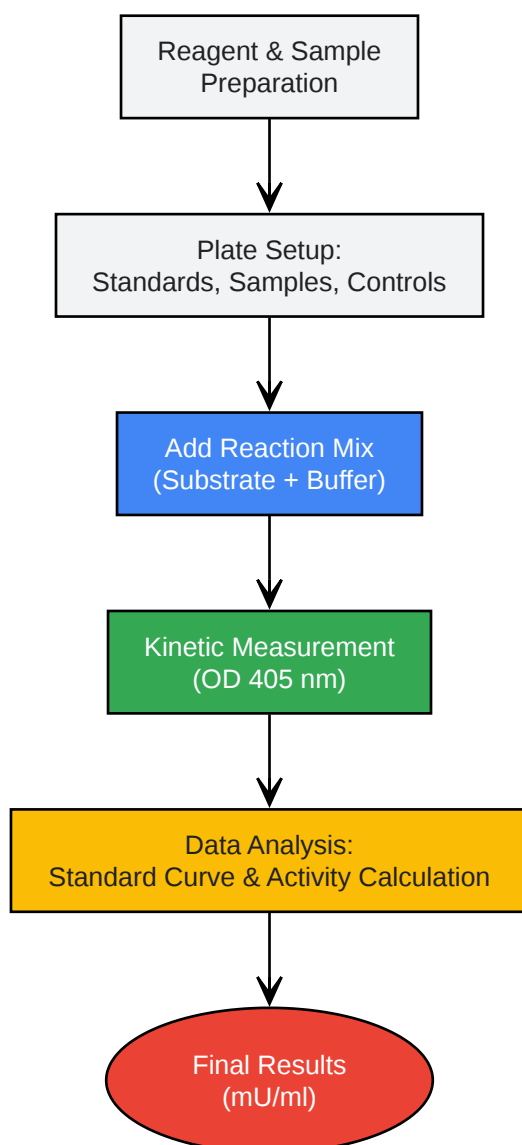 Reagent & Sample
Preparation
Plate Setup:
Standards, Samples, Controls
Add Reaction Mix
(Substrate + Buffer)
Kinetic Measurement
(OD 405 nm)
Data Analysis:
Standard Curve & Activity Calculation
Final Results
(mU/ml)